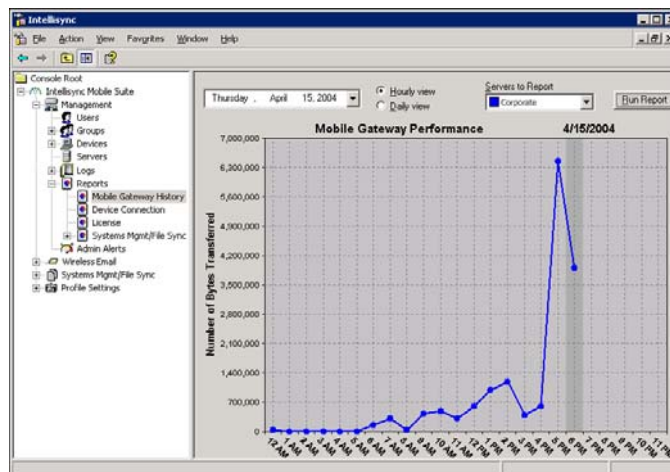 Intellisync
File Action View Favorites Window Help
Console Root
Intellisync Mobile Suite
Management
Users
Groups
Devices
Servers
Logs
Reports
Mobile Gateway History
Device Connection
License
Systems Mgmt/File Sync
Admin Alerts
Wireless Email
Systems Mgmt/File Sync
Profile Settings
Thursday , April 15, 2004
Hourly view
Daily view
Servers to Report
Corporate
Run Report
Mobile Gateway Performance 4/15/2004
Number of Bytes Transferred
7,000,000
6,300,000
5,600,000
4,900,000
4,200,000
3,500,000
2,800,000
2,100,000
1,400,000
700,000
0
12 AM
1 AM
2 AM
3 AM
4 AM
5 AM
6 AM
7 AM
8 AM
9 AM
10 AM
11 AM
12 PM
1 PM
2 PM
3 PM
4 PM
5 PM
6 PM
7 PM
8 PM
9 PM
10 PM
11 PM